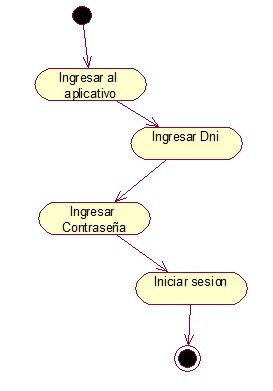 Ingresar al
aplicativo
Ingresar Dni
Ingresar
Contraseña
Iniciar sesion